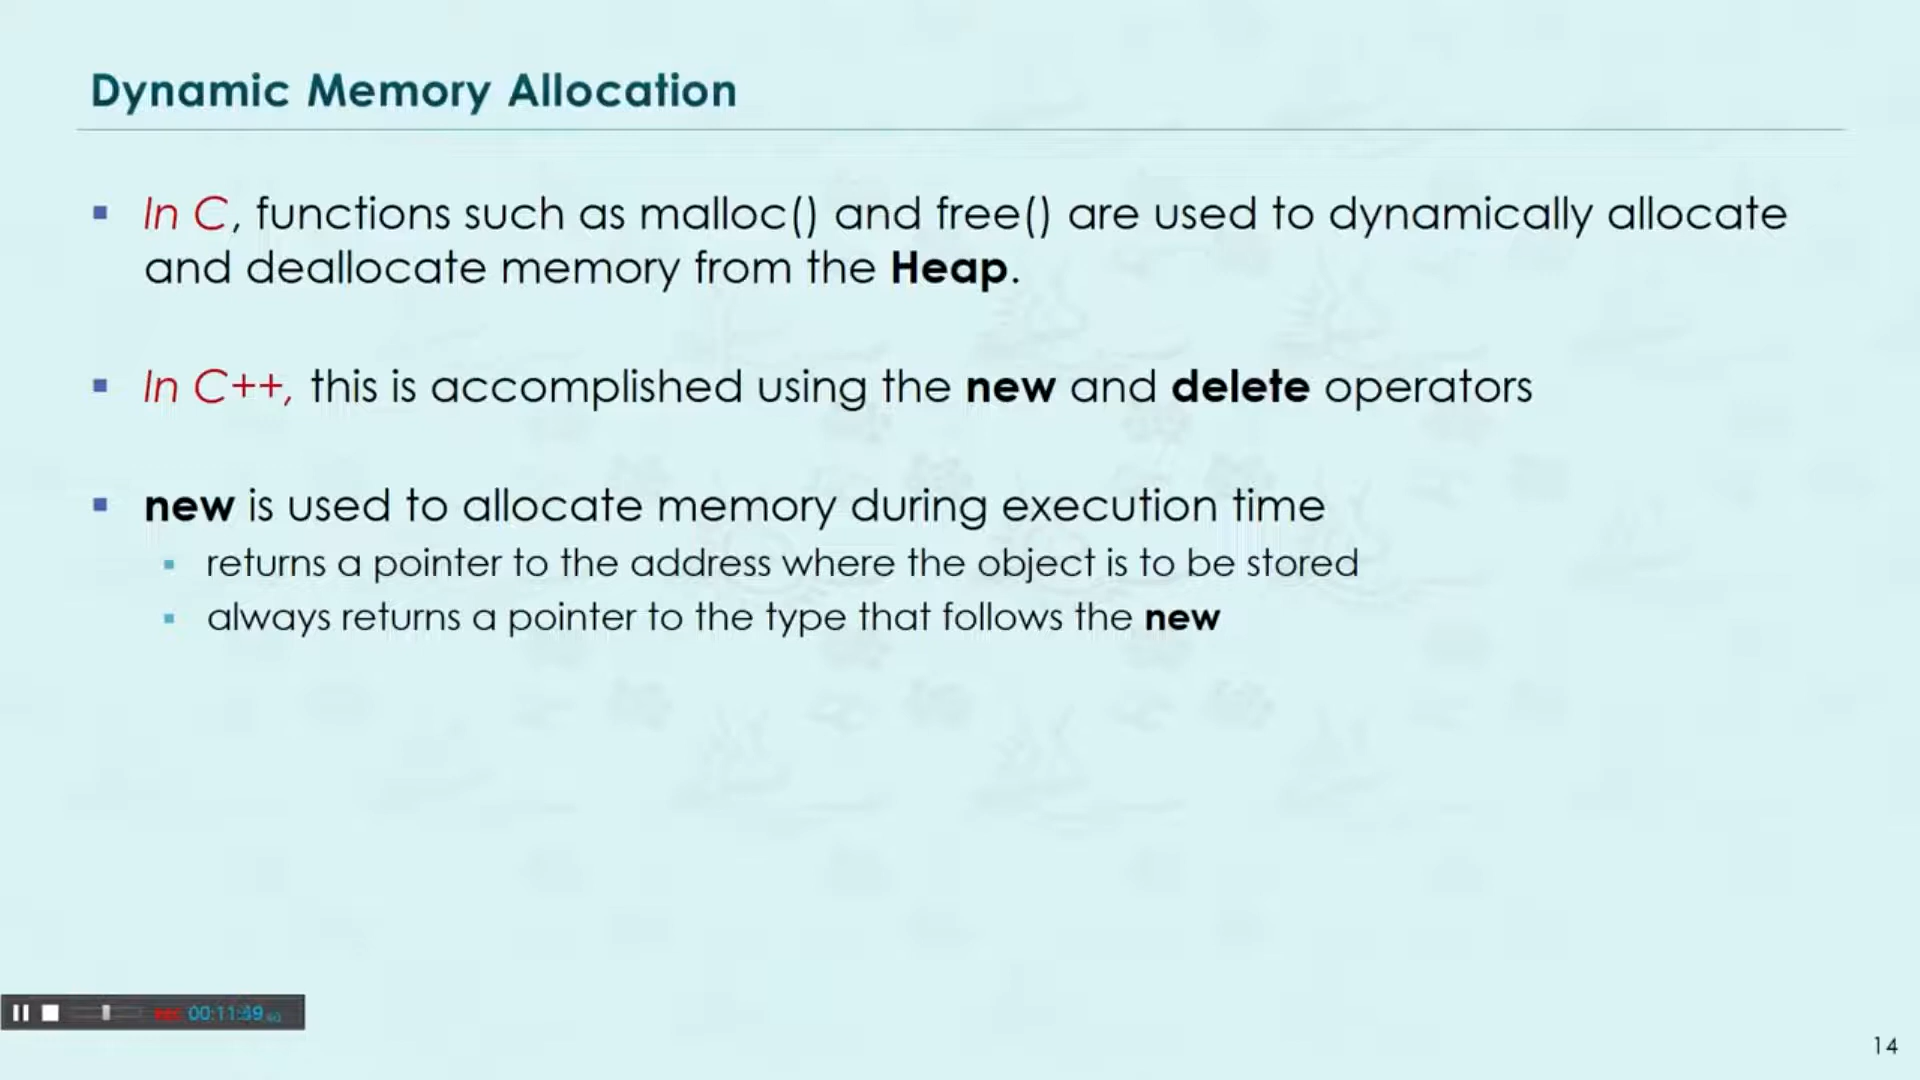 Dynamic Memory Allocation
In C, functions such as malloc() and free() are used to dynamically allocate
and deallocate memory from the Heap.
In C++, this is accomplished using the new and delete operators
new is used to allocate memory during execution time
returns a pointer to the address where the object is to be stored
always returns a pointer to the type that follows the new
14